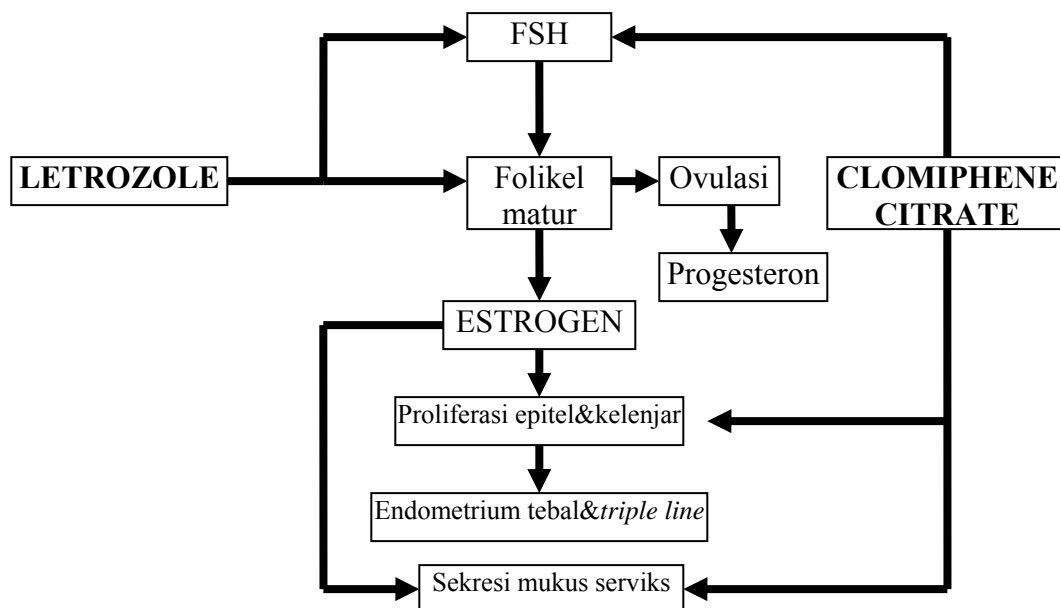 FSH
LETROZOLE
Folikel
matur
Ovulasi
CLOMIPHENE
CITRATE
Progesteron
ESTROGEN
Proliferasi epitel&kelenjar
Endometrium tebal&triple line
Sekresi mukus serviks